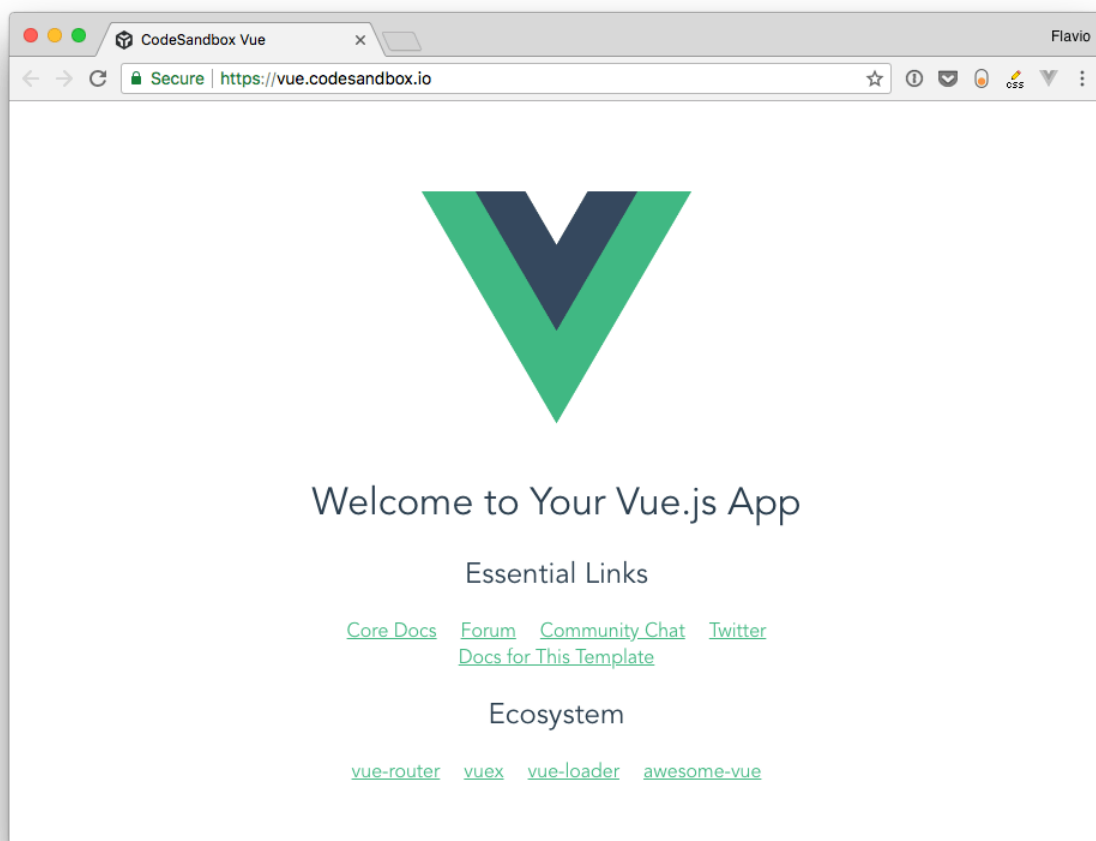 CodeSandbox Vue
Flavio
Secure https://vue.codesandbox.io
css
Welcome to Your Vue.js App
Essential Links
Core Docs Forum Community Chat Twitter
Docs for This Template
Ecosystem
vue-router vuex vue-loader awesome-vue